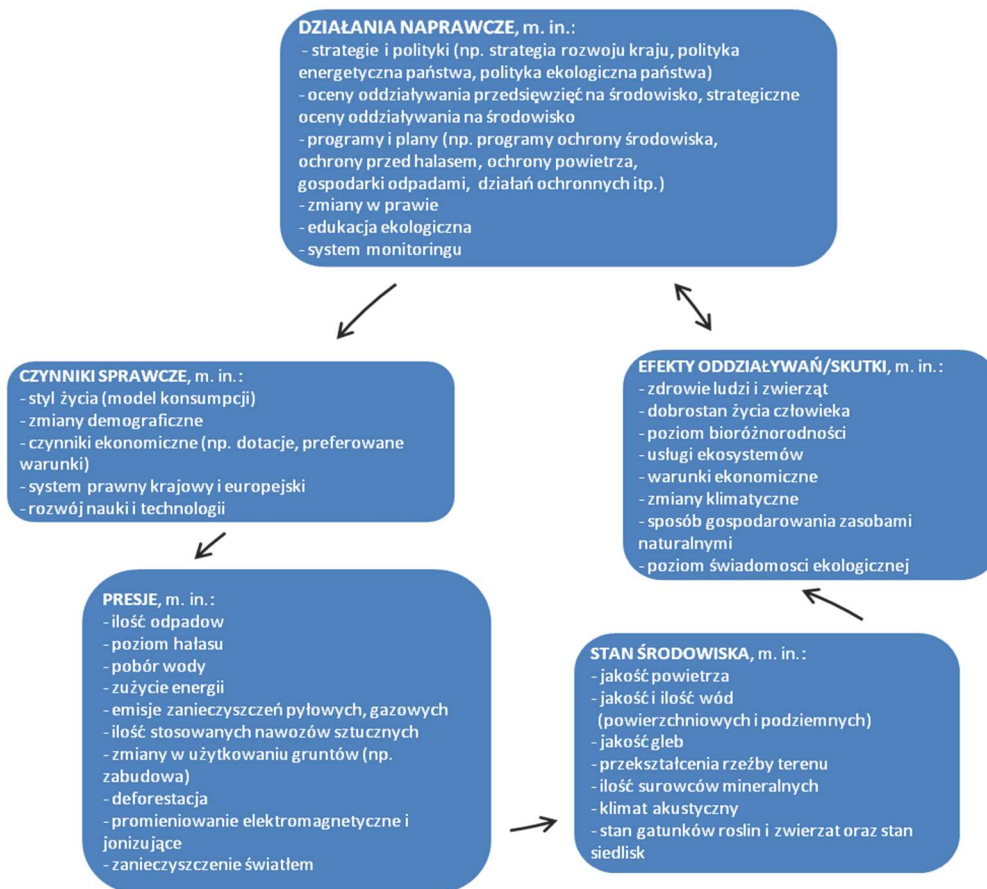 DZIAŁANIA NAPRAWCZE, m. in.:
- strategie i polityki (np. strategia rozwoju kraju, polityka
energetyczna państwa, polityka ekologiczna państwa)
- oceny oddziaływania przedsięwzięć na środowisko, strategiczne
oceny oddziaływania na środowisko
- programy i plany (np. programy ochrony środowiska,
ochrony przed halasem, ochrony powietrza,
gospodarki odpadami, działań ochronnych itp.)
- zmiany w prawie
- edukacja ekologiczna
- system monitoringu
CZYNNIKI SPRAWCZE, m. in.:
- styl życia (model konsumpcji)
- zmiany demograficzne
- czynniki ekonomiczne (np. dotacje, preferowane
warunki)
- system prawny krajowy i europejski
- rozwój nauki i technologii
PRESJE, m. in.:
- ilość odpadow
- poziom hałasu
- pobór wody
- zużycie energii
- emisje zanieczyszczeń pyłowych, gazowych
- ilość stosowanych nawozów sztucznych
- zmiany w użytkowaniu gruntów (np.
zabudowa)
- deforestacja
- promieniowanie elektromagnetyczne i
jonizujące
- zanieczyszczenie światłem
STAN ŚRODOWISKA, m. in.:
- jakość powietrza
- jakość i ilość wód
(powierzchniowych i podziemnych)
- jakość gleb
- przekształcenia rzeźby terenu
- ilość surowców mineralnych
- klimat akustyczny
- stan gatunków roslin i zwierzat oraz stan
siedlisk
EFEKTY ODDZIAŁYWAŃ/SKUTKI, m. in.:
- zdrowie ludzi i zwierząt
- dobrostan życia człowieka
- poziom bioróżnorodności
- usługi ekosystemów
- warunki ekonomiczne
- zmiany klimatyczne
- sposób gospodarowania zasobami
naturalnymi
- poziom świadomosci ekologicznej